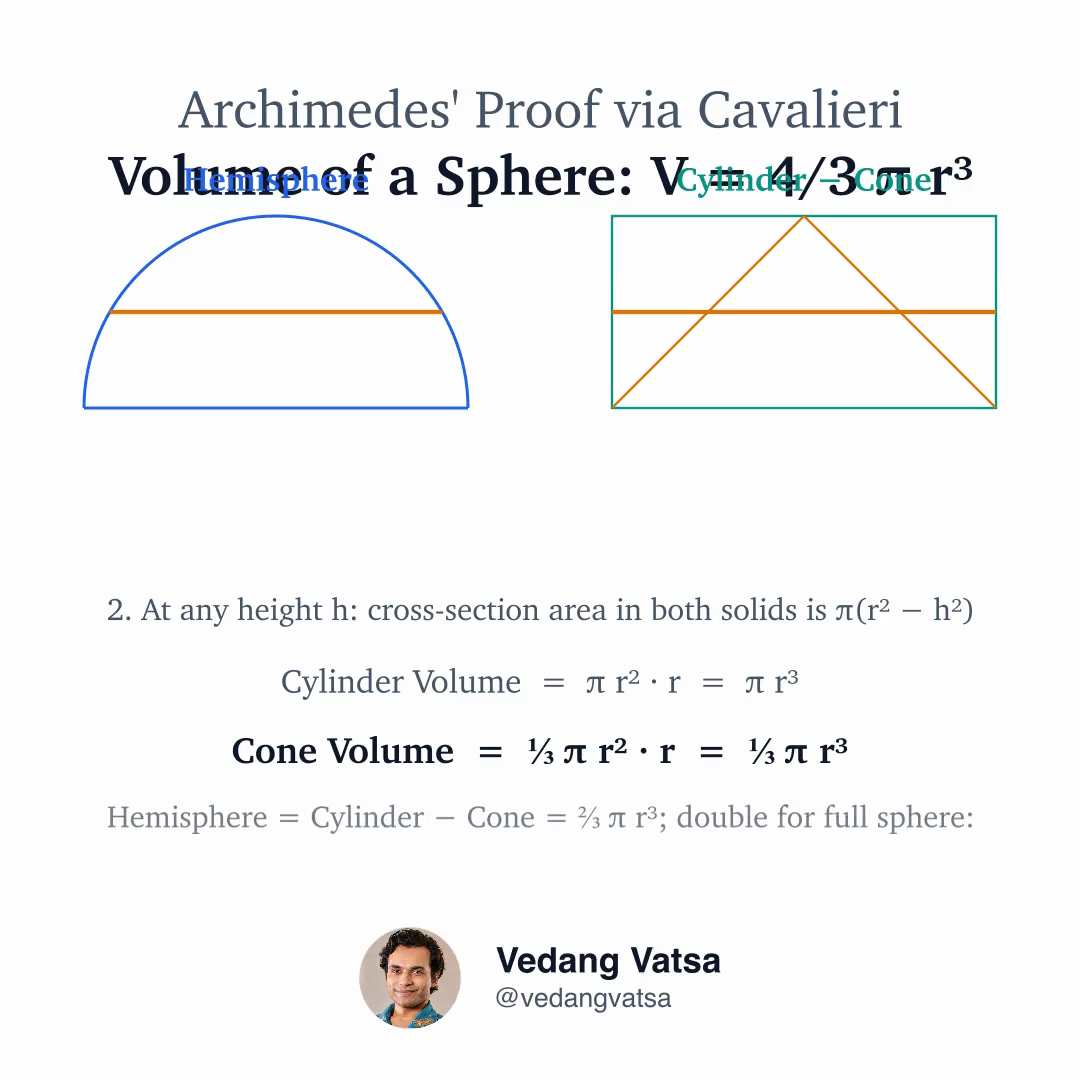 Archimedes' Proof via Cavalieri
Volume of a Sphere: V = 4/3 π r³
Hemisphere
Cylinder − Cone
2. At any height h: cross-section area in both solids is π(r² − h²)
Cylinder Volume = π r² · r = π r³
Cone Volume = ⅓ π r² · r = ⅓ π r³
Hemisphere = Cylinder − Cone = ⅔ π r³; double for full sphere:
Vedang Vatsa
@vedangvatsa